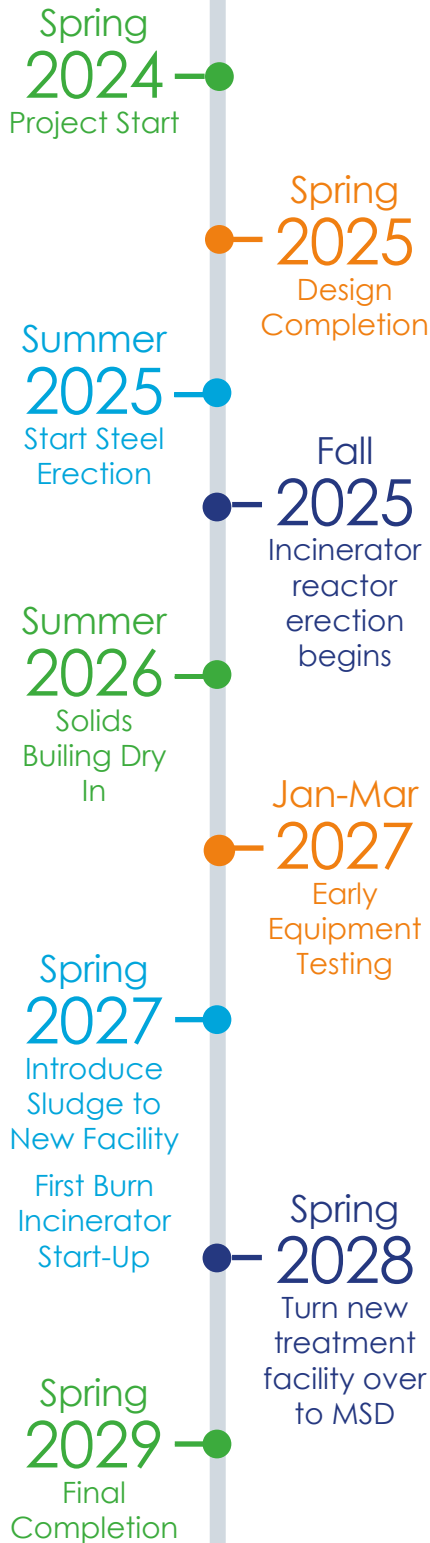 Spring
2024
Project Start
Spring
2025
Design
Completion
Summer
2025
Start Steel
Erection
Fall
2025
Incinerator
reactor
erection
begins
Summer
2026
Solids
Builing Dry
In
Jan-Mar
2027
Early
Equipment
Testing
Spring
2027
Introduce
Sludge to
New Facility
First Burn
Incinerator
Start-Up
Spring
2028
Turn new
treatment
facility over
to MSD
Spring
2029
Final
Completion